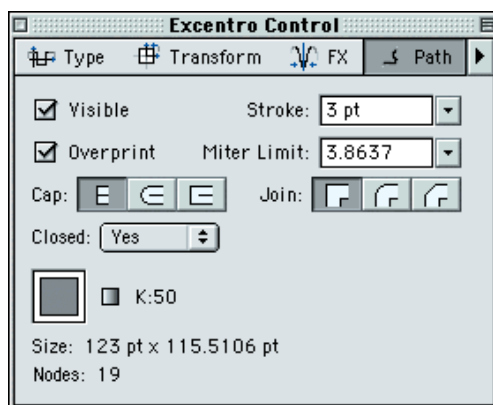 Excentro Control
Type Transform FX Path
Visible Stroke: 3 pt
Overprint Miter Limit: 3.8637
Cap: Join:
Closed: Yes
K:50
Size: 123 pt x 115.5106 pt
Nodes: 19